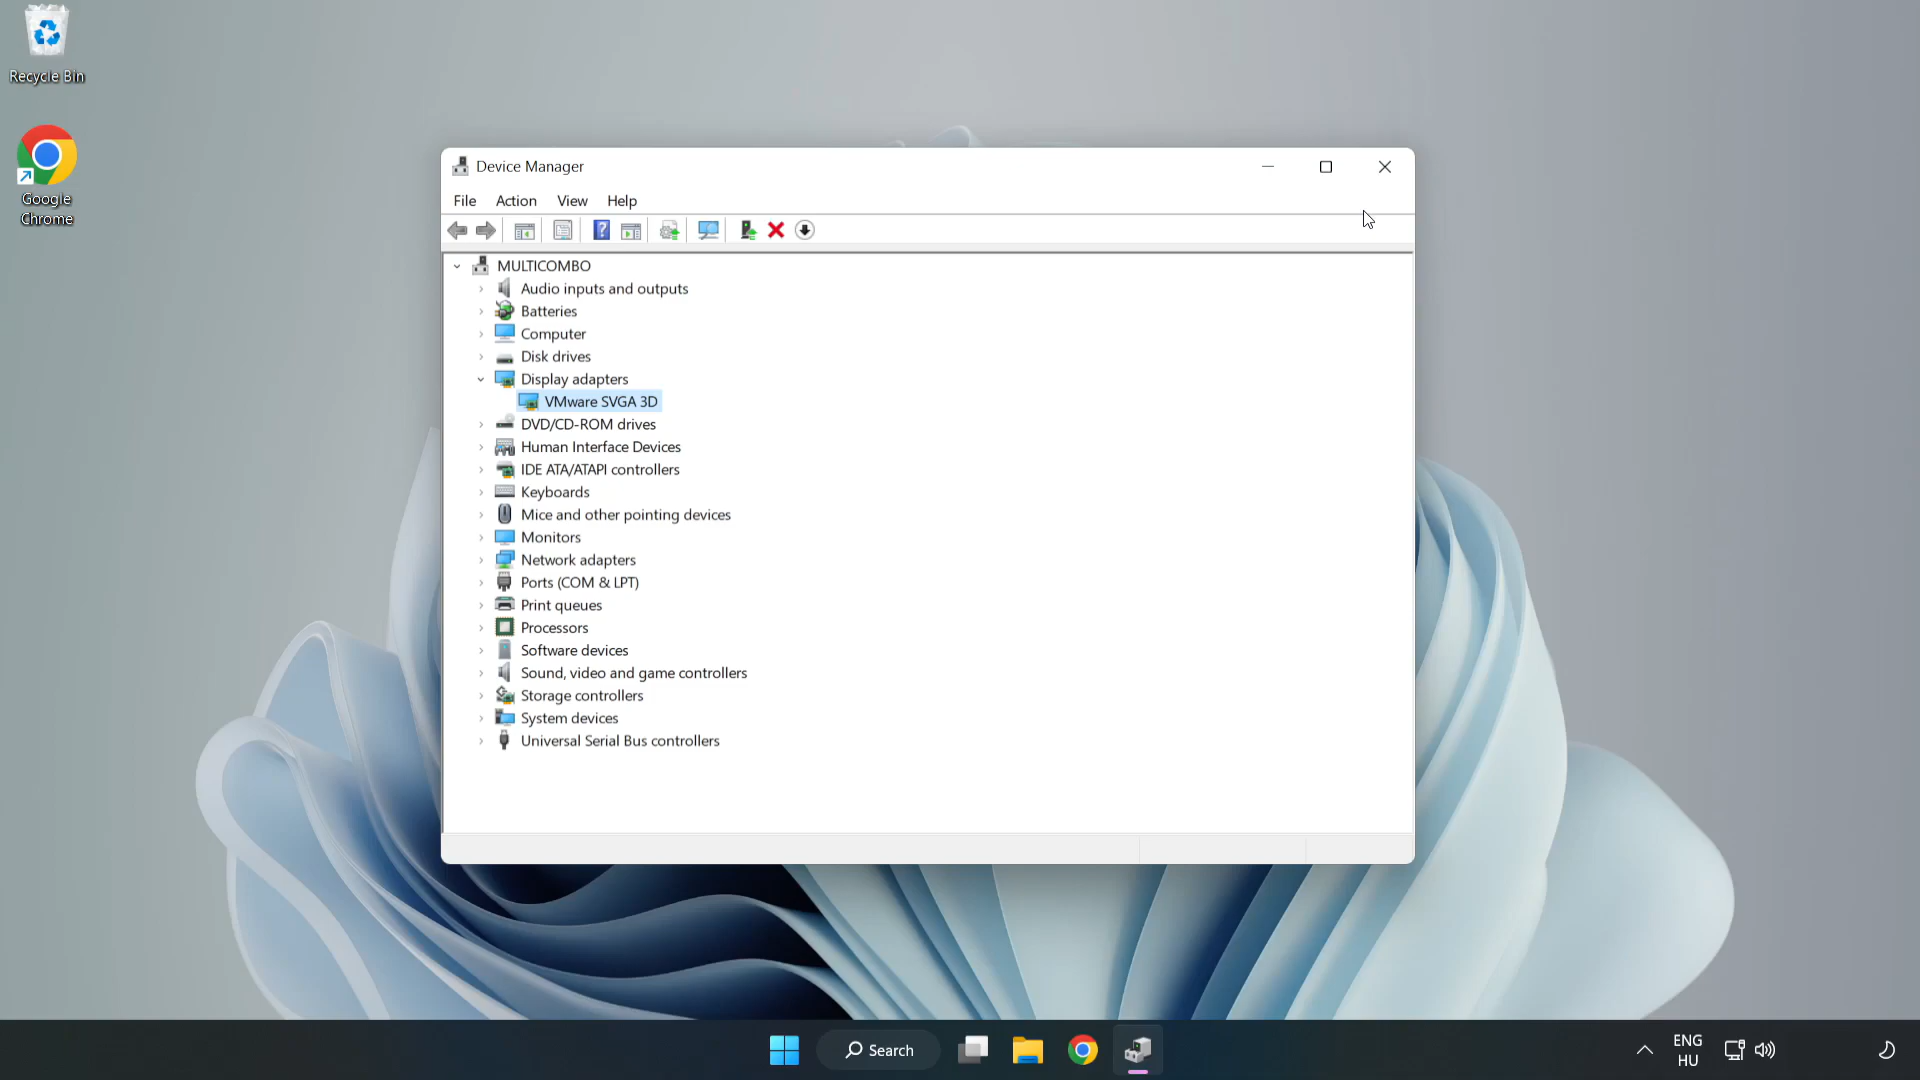 Recycle Bin
Google
Chrome
Device Manager
File Action View Help
MULTICOMBO
Audio inputs and outputs
Batteries
Computer
Disk drives
Display adapters
VMware SVGA 3D
DVD/CD-ROM drives
Human Interface Devices
IDE ATA/ATAPI controllers
Keyboards
Mice and other pointing devices
Monitors
Network adapters
Ports (COM & LPT)
Print queues
Processors
Software devices
Sound, video and game controllers
Storage controllers
System devices
Universal Serial Bus controllers
Search
ENG
HU